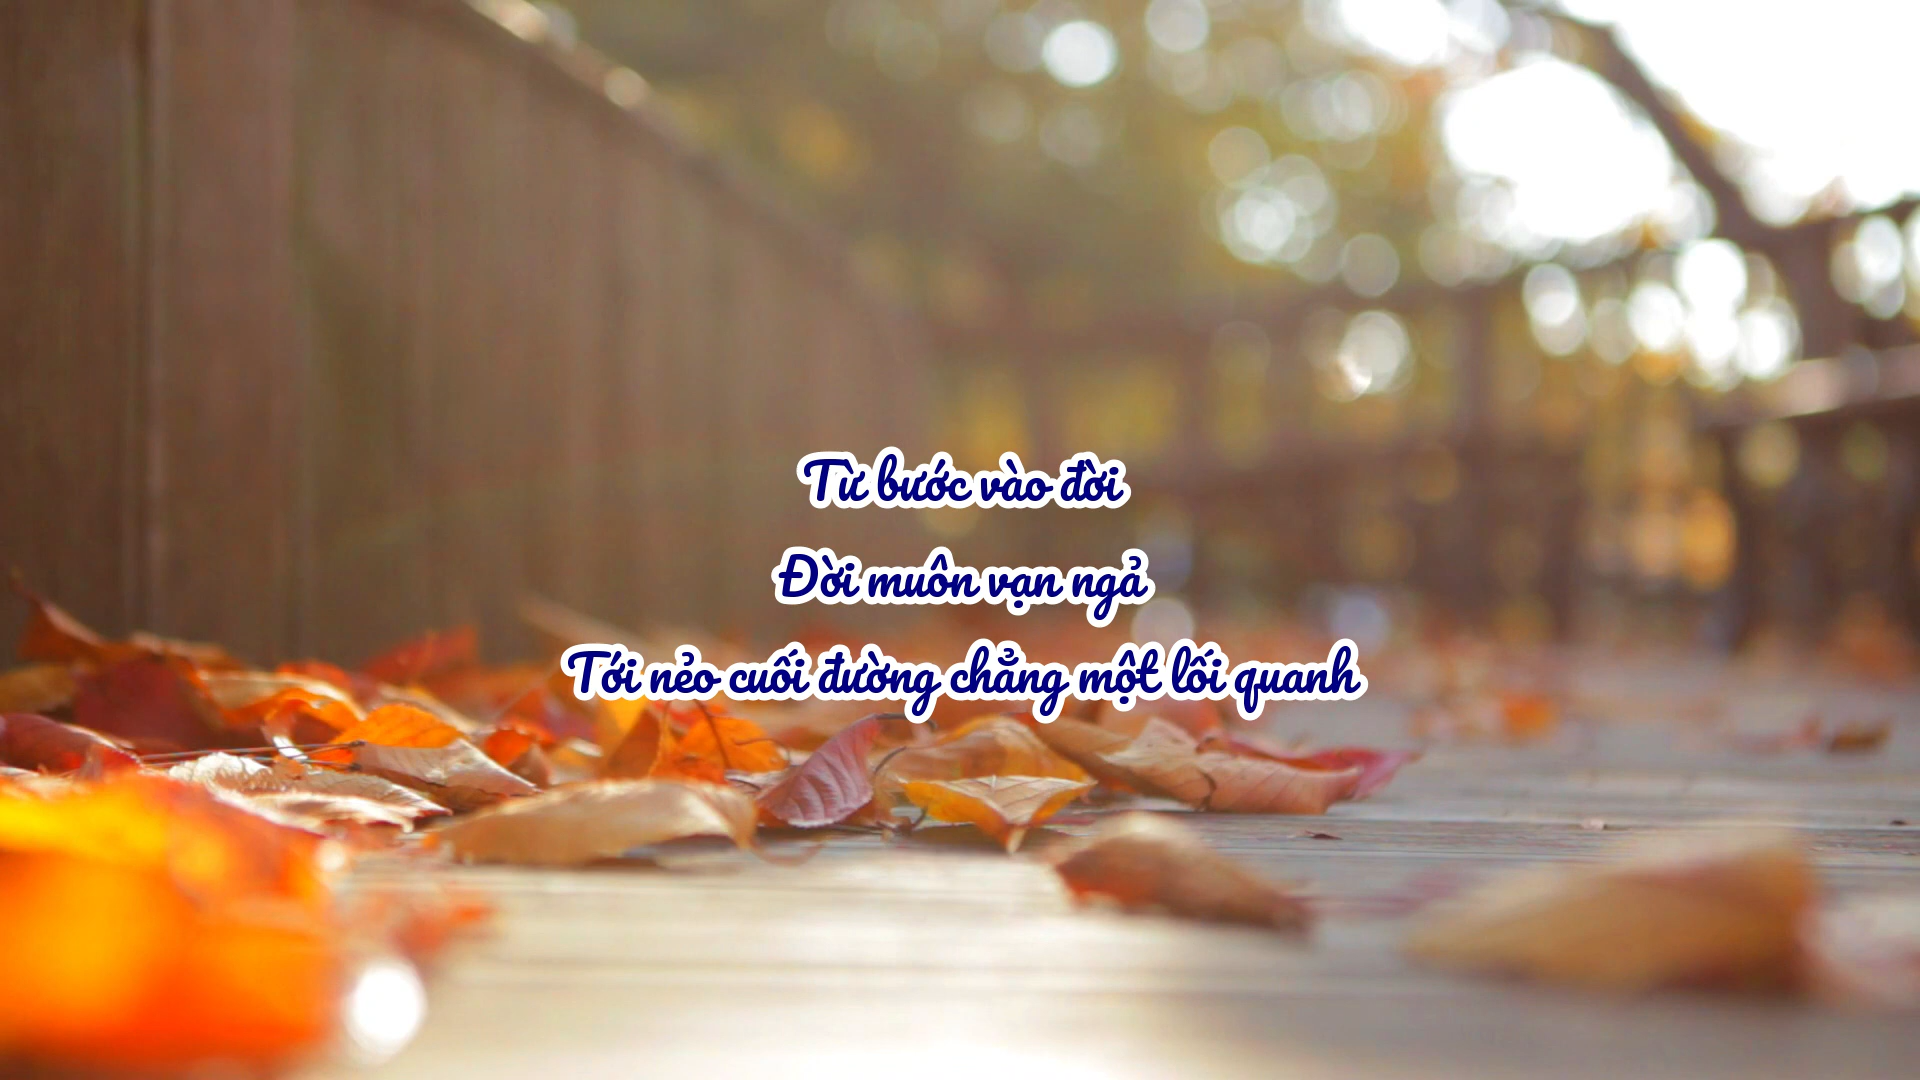 Từ bước vào đời
Đời muôn vạn ngả
Tới nẻo cuối đường chẳng một lối quanh